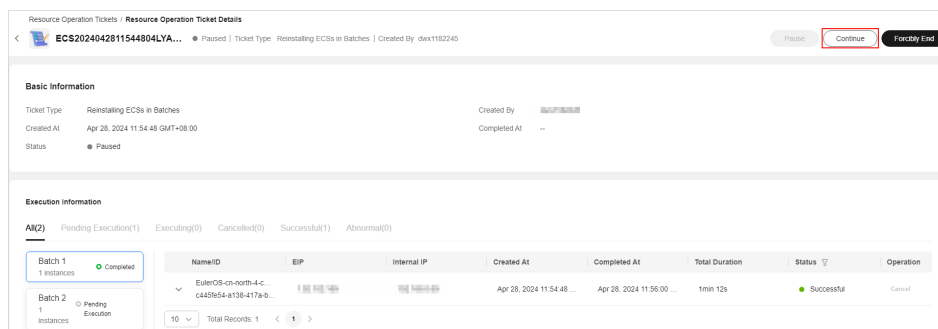 Resource Operation Tickets / Resource Operation Ticket Details
ECS2024042811544804LYA... Paused | Ticket Type Reinstalling ECSs in Batches | Created By dwx1182245
Pause Continue Forcibly End
Basic Information
Ticket Type Reinstalling ECSs in Batches Created By
Created At Apr 28, 2024 11:54:48 GMT+08:00 Completed At --
Status Paused
Execution Information
All(2) Pending Execution(1) Executing(0) Cancelled(0) Successful(1) Abnormal(0)
Batch 1
1 instances
Completed
Batch 2
1
instances
Pending
Execution
Name/ID EIP Internal IP Created At Completed At Total Duration Status Operation
EulerOS-cn-north-4-c...
c445fe54-a138-417a-b...
Apr 28, 2024 11:54:48 ... Apr 28, 2024 11:56:00 ... 1min 12s Successful Cancel
10 Total Records: 1 < 1 >